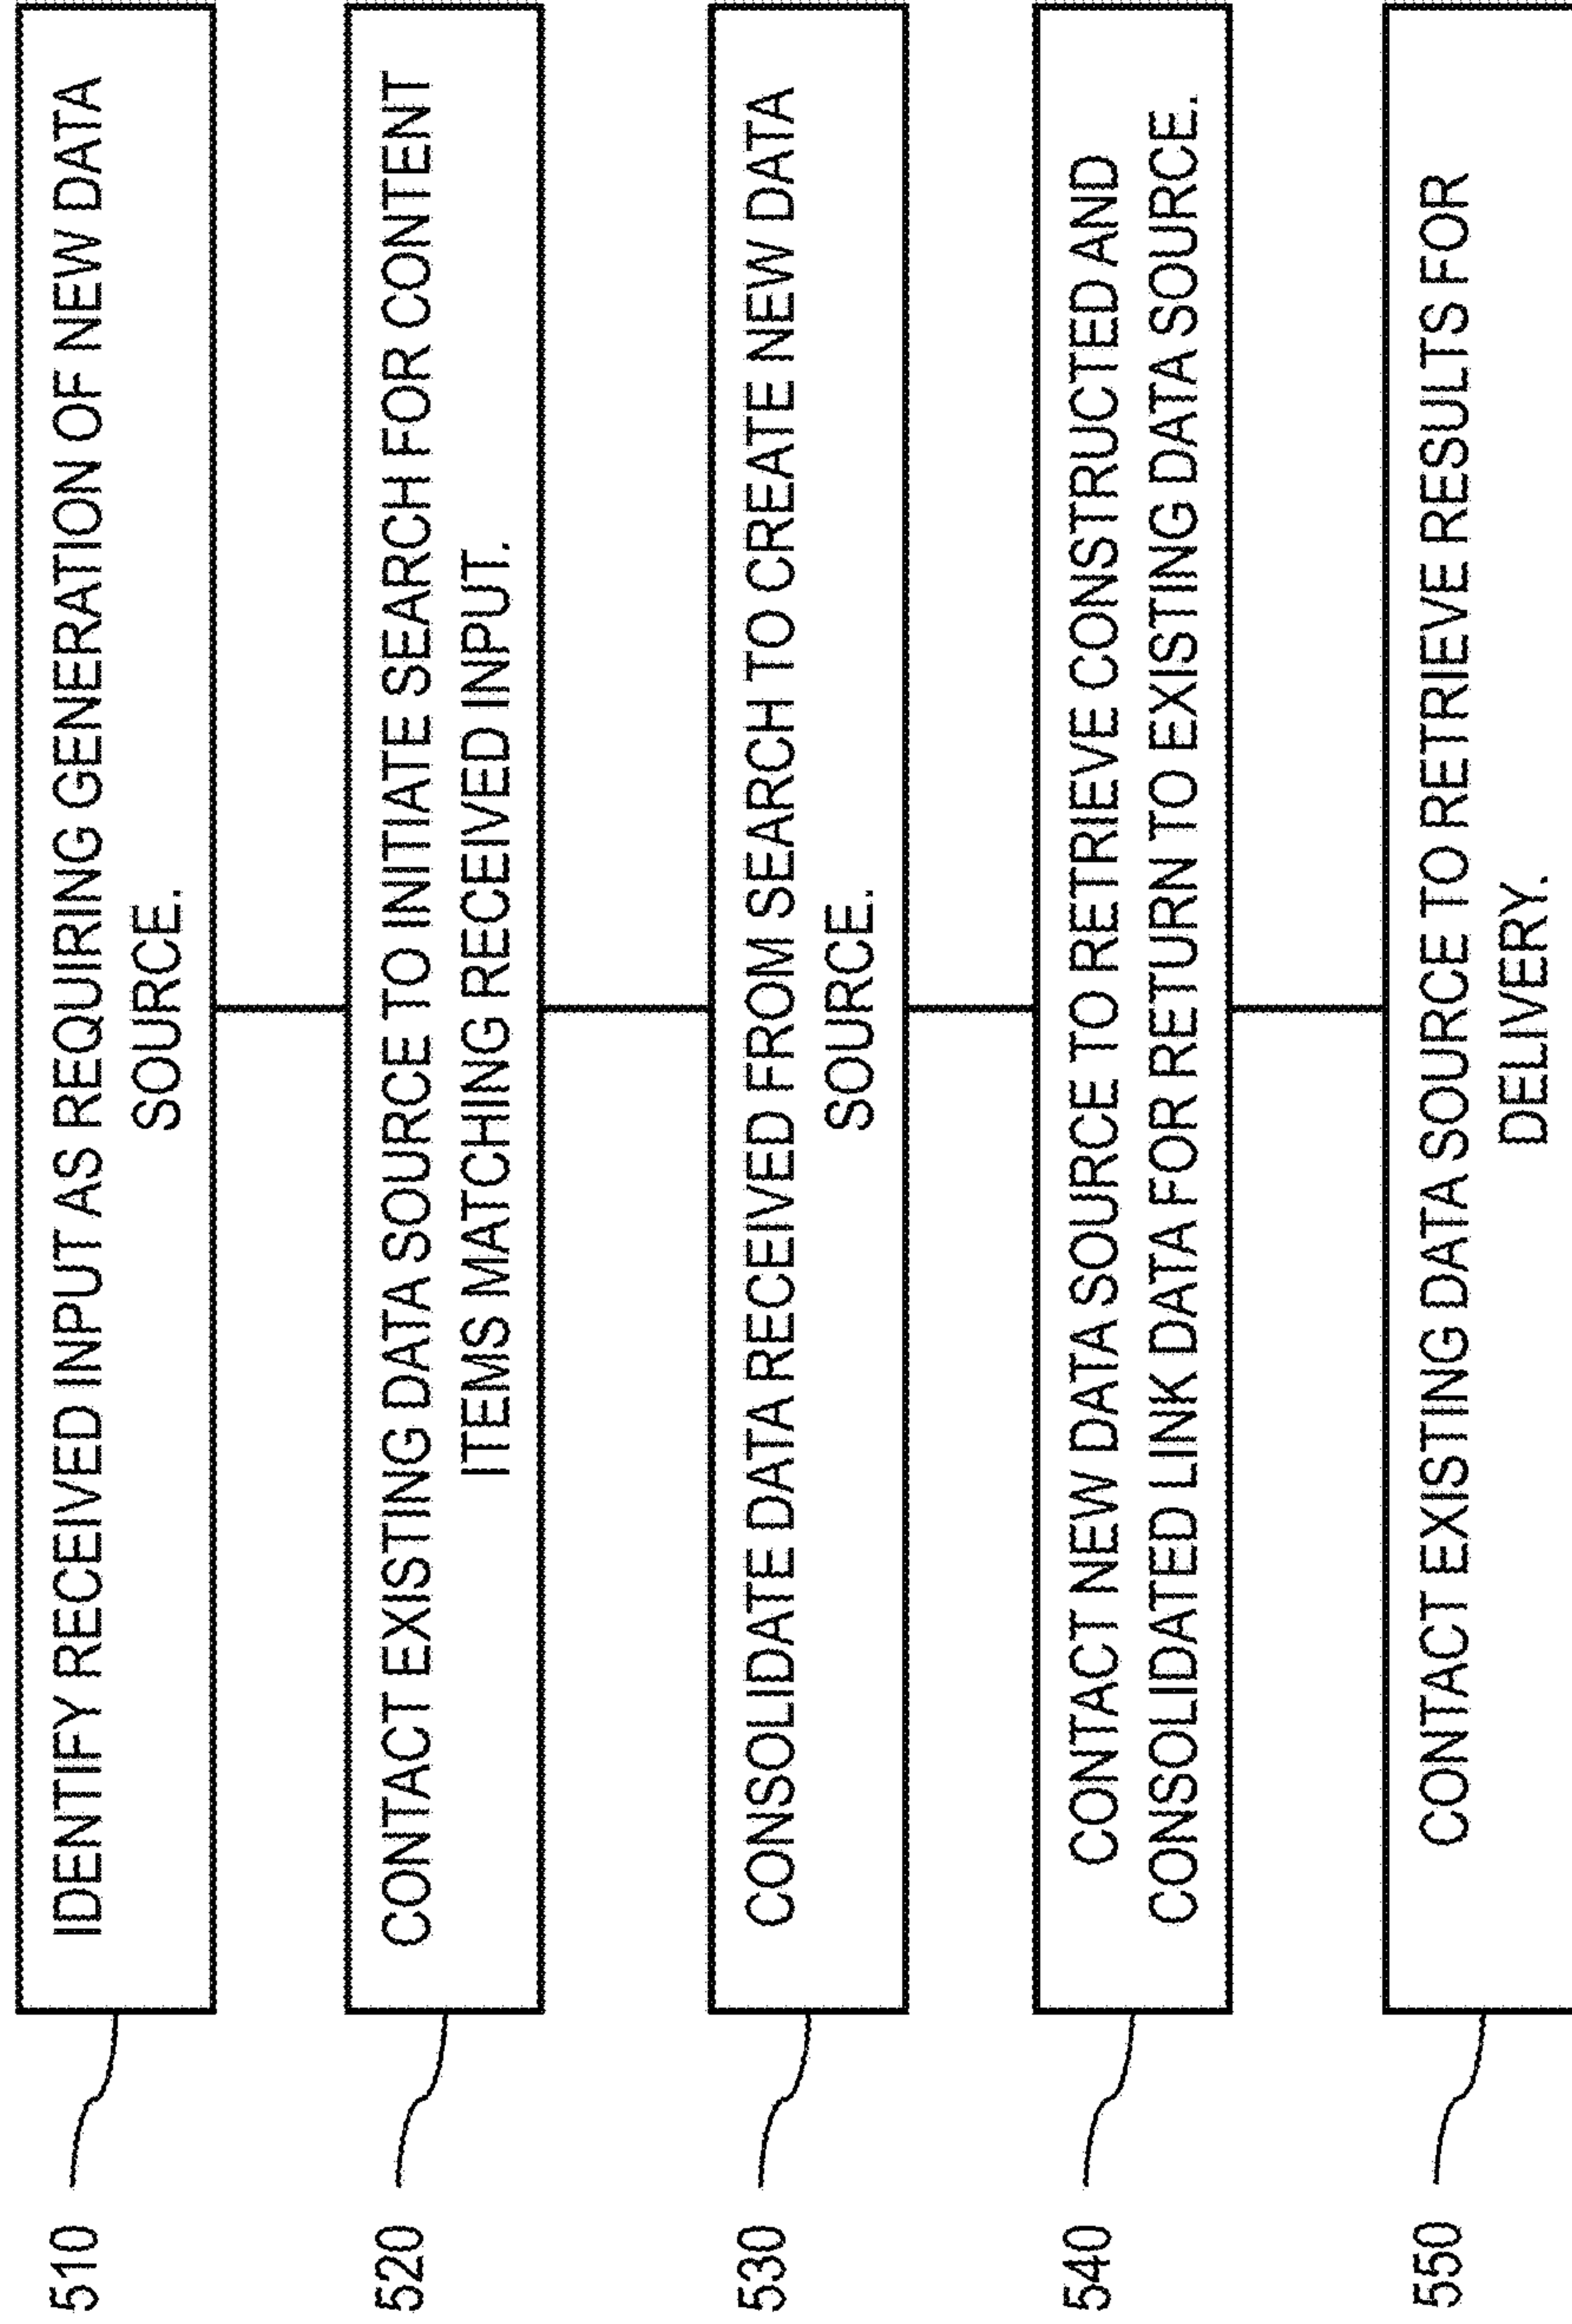 510
IDENTIFY RECEIVED INPUT AS REQUIRING GENERATION OF NEW DATA
SOURCE.
520
CONTACT EXISTING DATA SOURCE TO INITIATE SEARCH FOR CONTENT
ITEMS MATCHING RECEIVED INPUT.
530
CONSOLIDATE DATA RECEIVED FROM SEARCH TO CREATE NEW DATA
SOURCE.
540
CONTACT NEW DATA SOURCE TO RETRIEVE CONSTRUCTED AND
CONSOLIDATED LINK DATA FOR RETURN TO EXISTING DATA SOURCE.
550
CONTACT EXISTING DATA SOURCE TO RETRIEVE RESULTS FOR
DELIVERY.